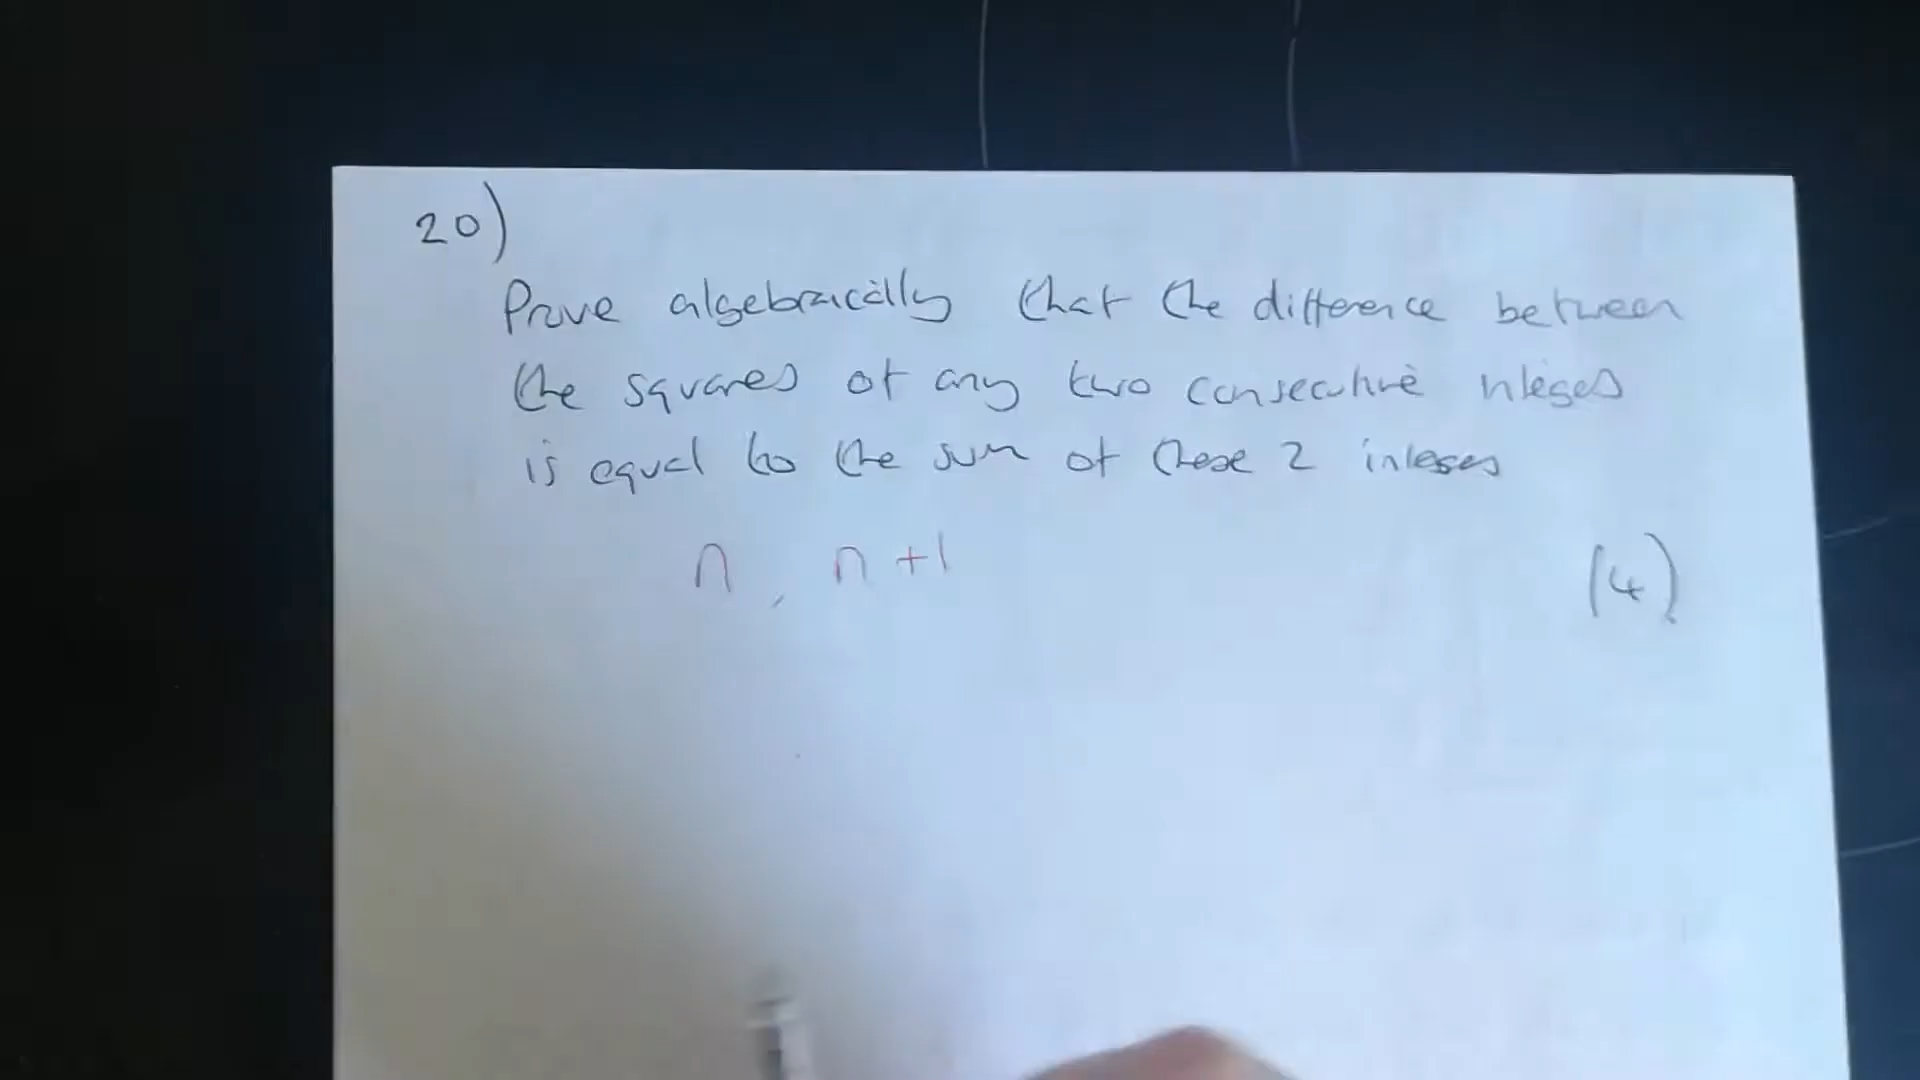 20)
Prove algebraically that the difference between
the squares of any two consecutive integers
is equal to the sum of these 2 integers
n, n+1
(4)